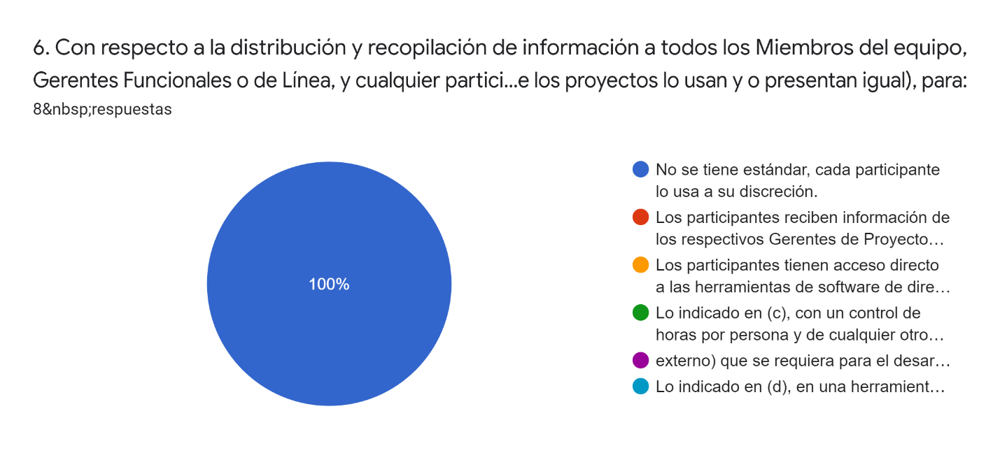 6. Con respecto a la distribución y recopilación de información a todos los Miembros del equipo,
Gerentes Funcionales o de Línea, y cualquier partici...e los proyectos lo usan y o presentan igual), para:
8&nbsp;respuestas
100%
No se tiene estándar, cada participante
lo usa a su discreción.
Los participantes reciben información de
los respectivos Gerentes de Proyecto…
Los participantes tienen acceso directo
a las herramientas de software de dire…
Lo indicado en (c), con un control de
horas por persona y de cualquier otro…
externo) que se requiera para el desar…
Lo indicado en (d), en una herramient…